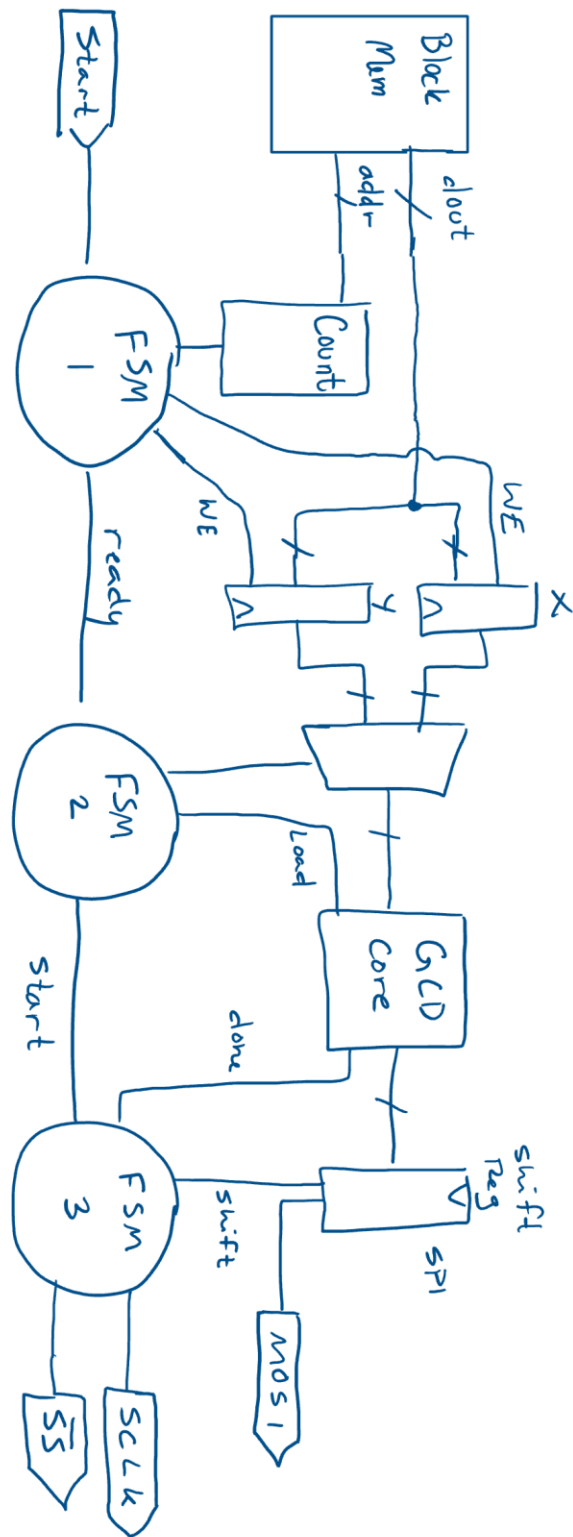 Block
Mem
dout
addr
Start
Count
FSM
1
WE
WE
X
y
ready
FSM
2
Load
GCD
Core
start
done
FSM
3
shift
shift
Reg
SPI
MOSI
SCLK
S̅S̅